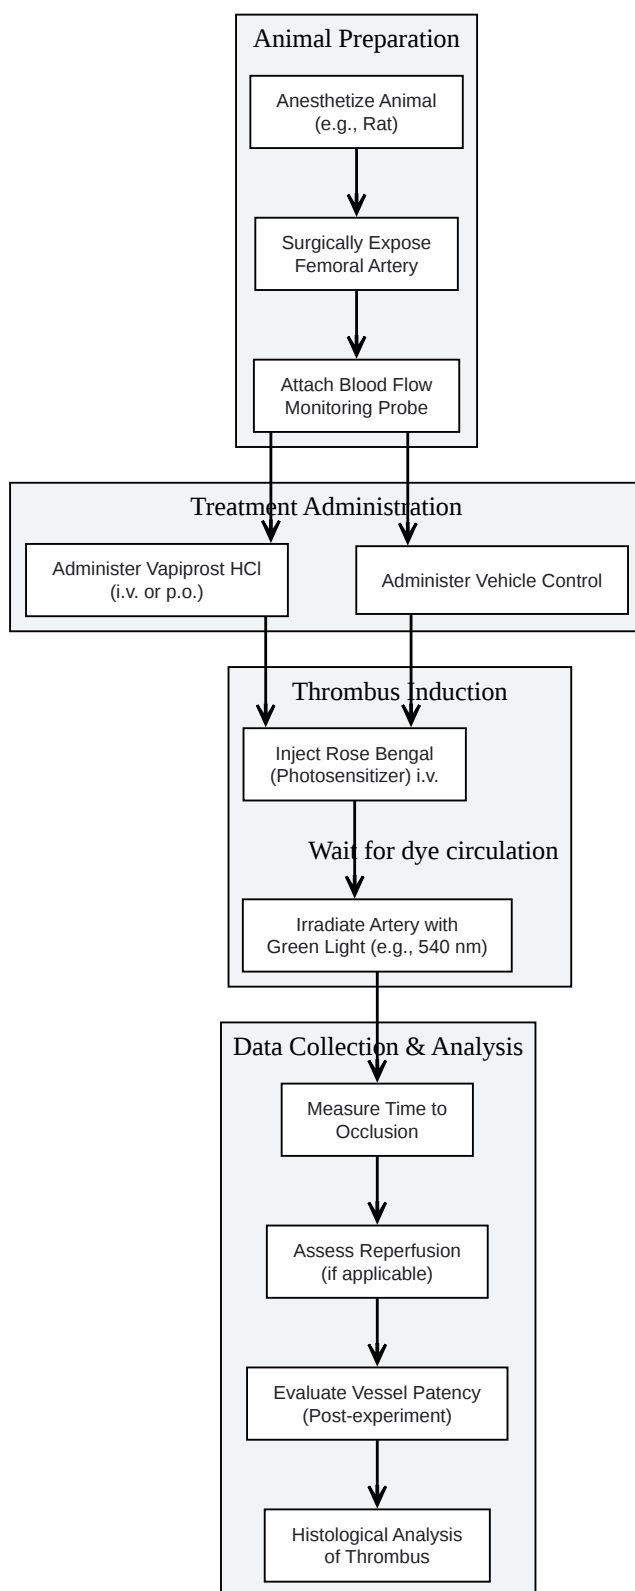 Animal Preparation
Anesthetize Animal
(e.g., Rat)
Surgically Expose
Femoral Artery
Attach Blood Flow
Monitoring Probe
Treatment Administration
Administer Vapiprost HCl
(i.v. or p.o.)
Administer Vehicle Control
Thrombus Induction
Inject Rose Bengal
(Photosensitizer) i.v.
Wait for dye circulation
Irradiate Artery with
Green Light (e.g., 540 nm)
Data Collection & Analysis
Measure Time to
Occlusion
Assess Reperfusion
(if applicable)
Evaluate Vessel Patency
(Post-experiment)
Histological Analysis
of Thrombus